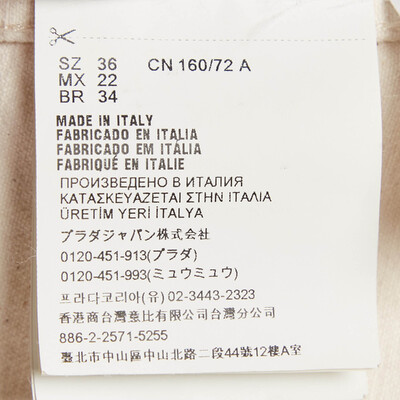 SZ 36 CN 160/72 A
MX 22
BR 34
MADE IN ITALY
FABRICADO EN ITALIA
FABRICADO EM ITÁLIA
FABRIQUÉ EN ITALIE
ПРОИЗВЕДЕНО В ИТАЛИЯ
ΚΑΤΑΣΚΕΥΑΖΕΤΑΙ ΣΤΗΝ ΙΤΑΛΙΑ
ÜRETİM YERİ İTALYA
プラダジャパン株式会社
0120-451-913(プラダ)
0120-451-993(ミュウミュウ)
프라다코리아(유) 02-3443-2323
香港商台灣意比有限公司台灣分公司
886-2-2571-5255
臺北市中山區中山北路二段44號12樓A室